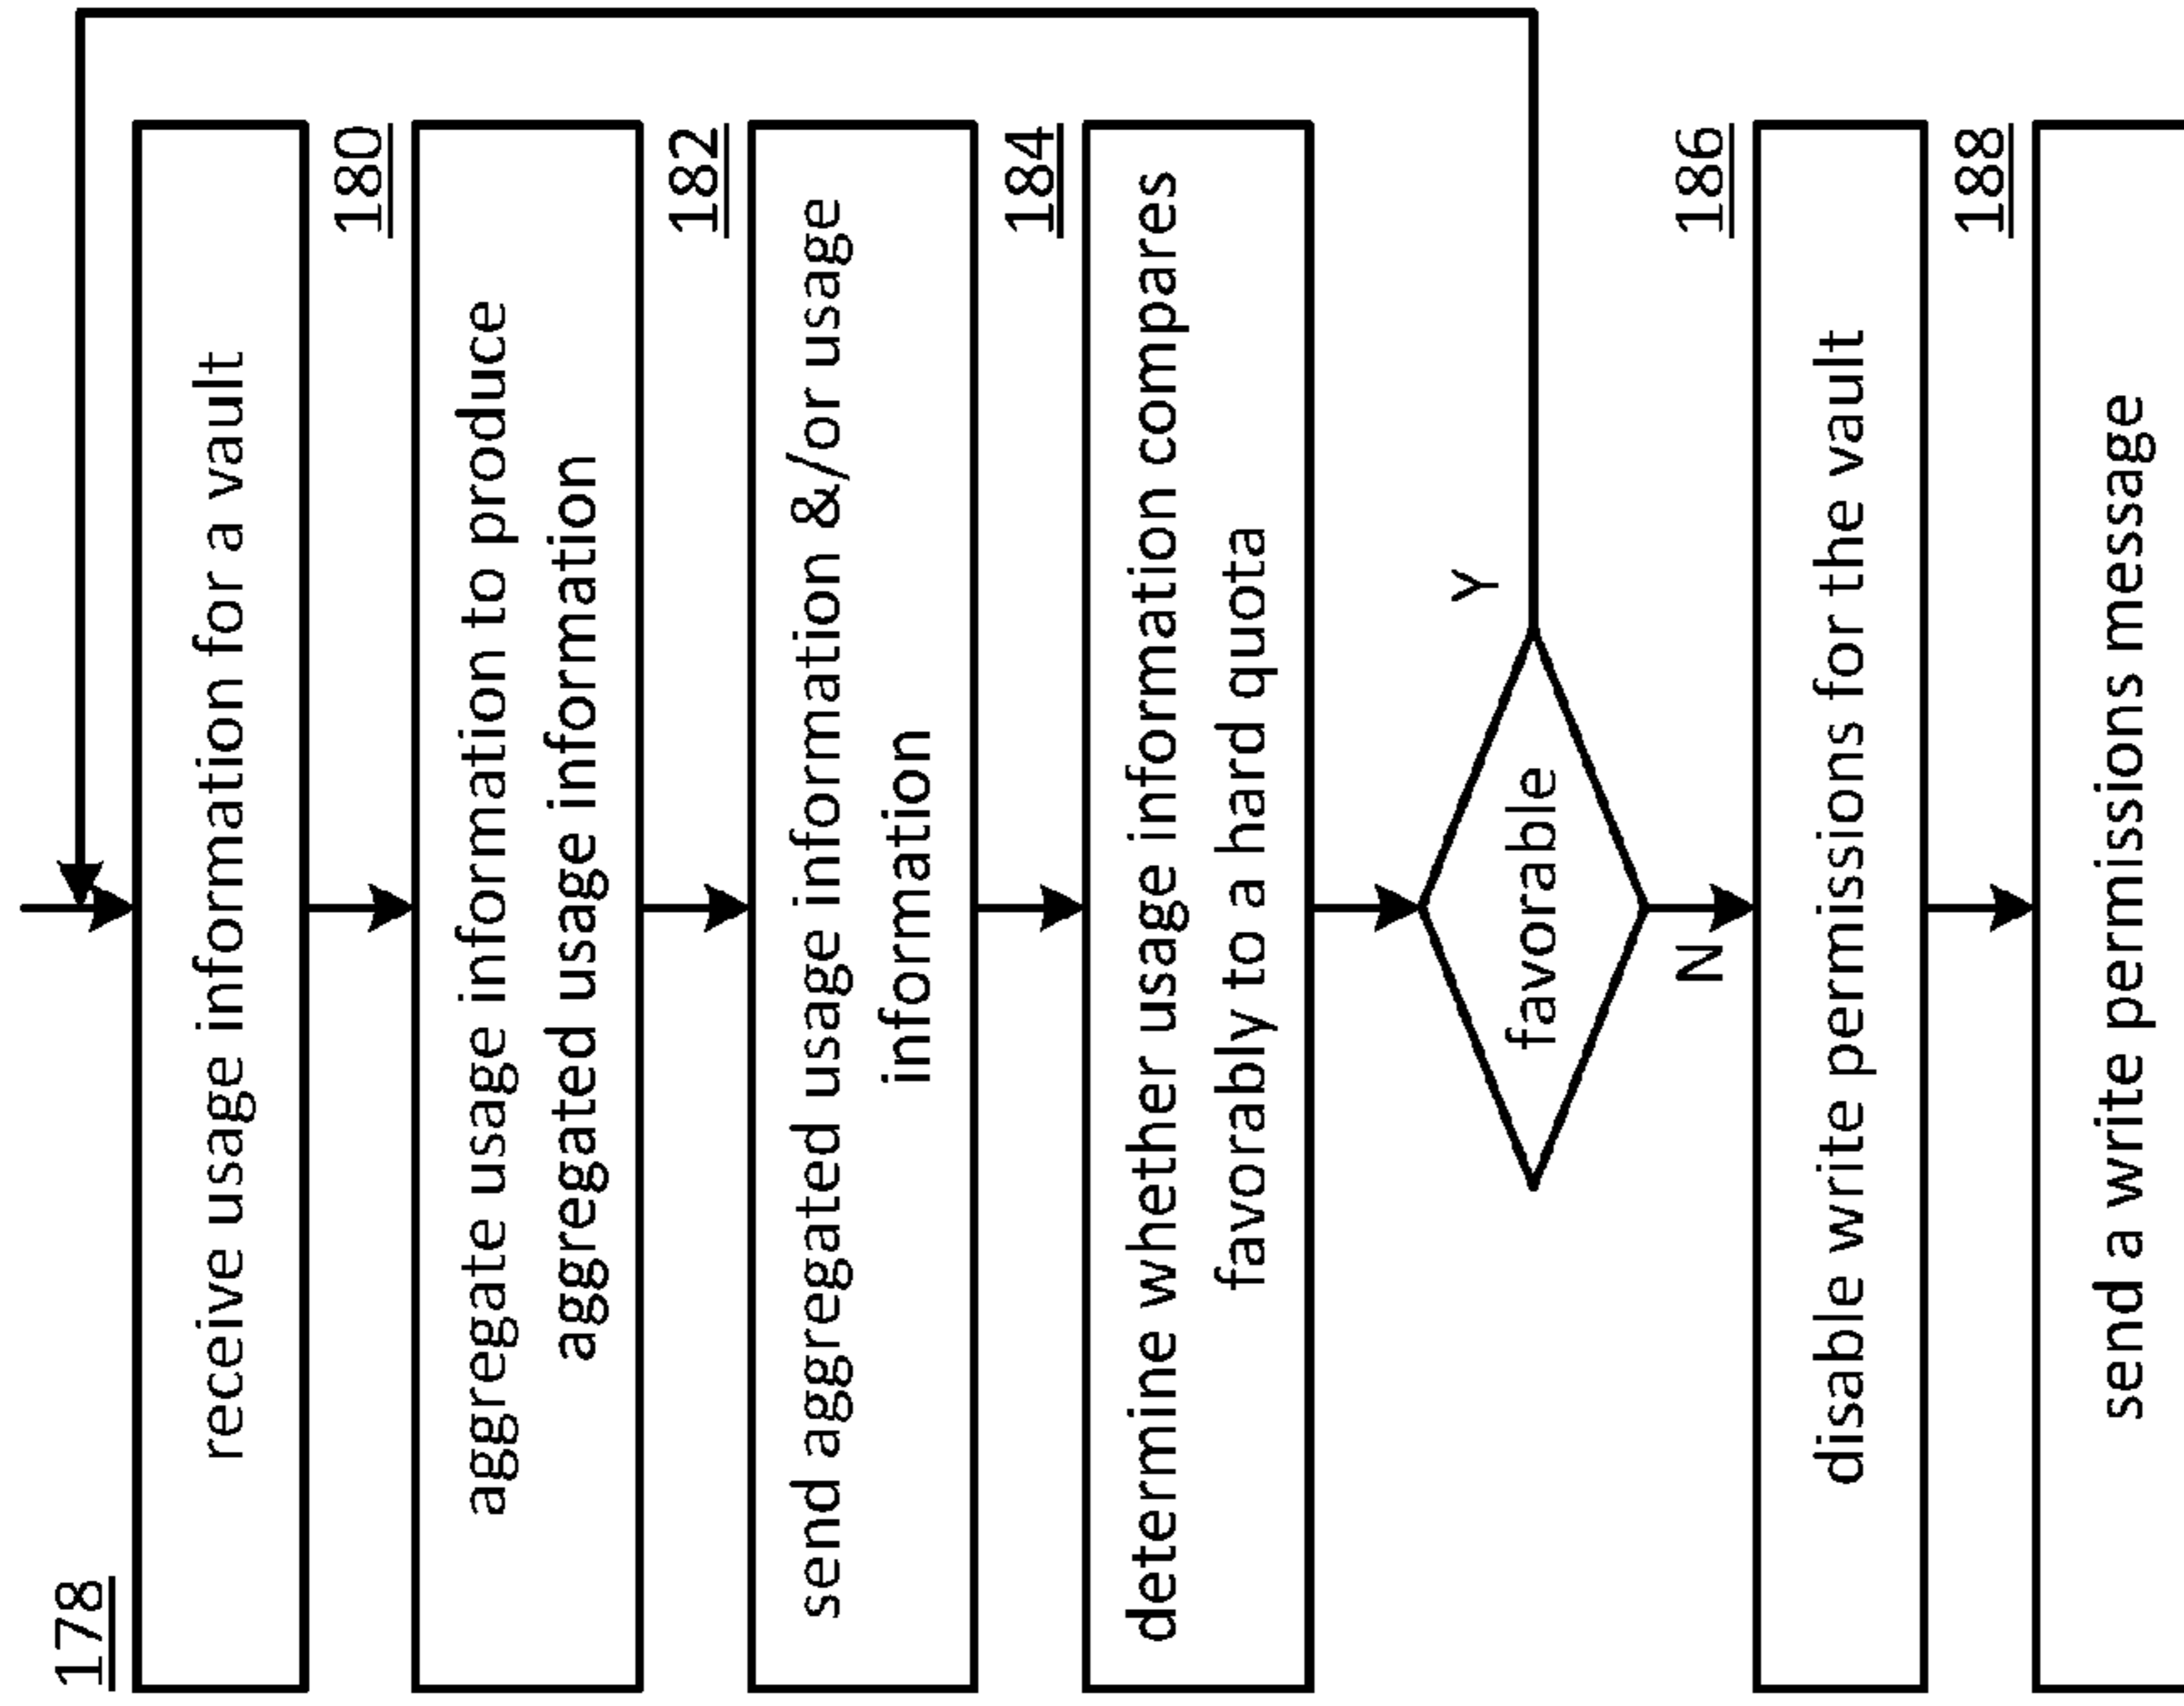 178
receive usage information for a vault
180
aggregate usage information to produce
aggregated usage information
182
send aggregated usage information &/or usage
information
184
determine whether usage information compares
favorably to a hard quota
favorable
Y
N
186
disable write permissions for the vault
188
send a write permissions message